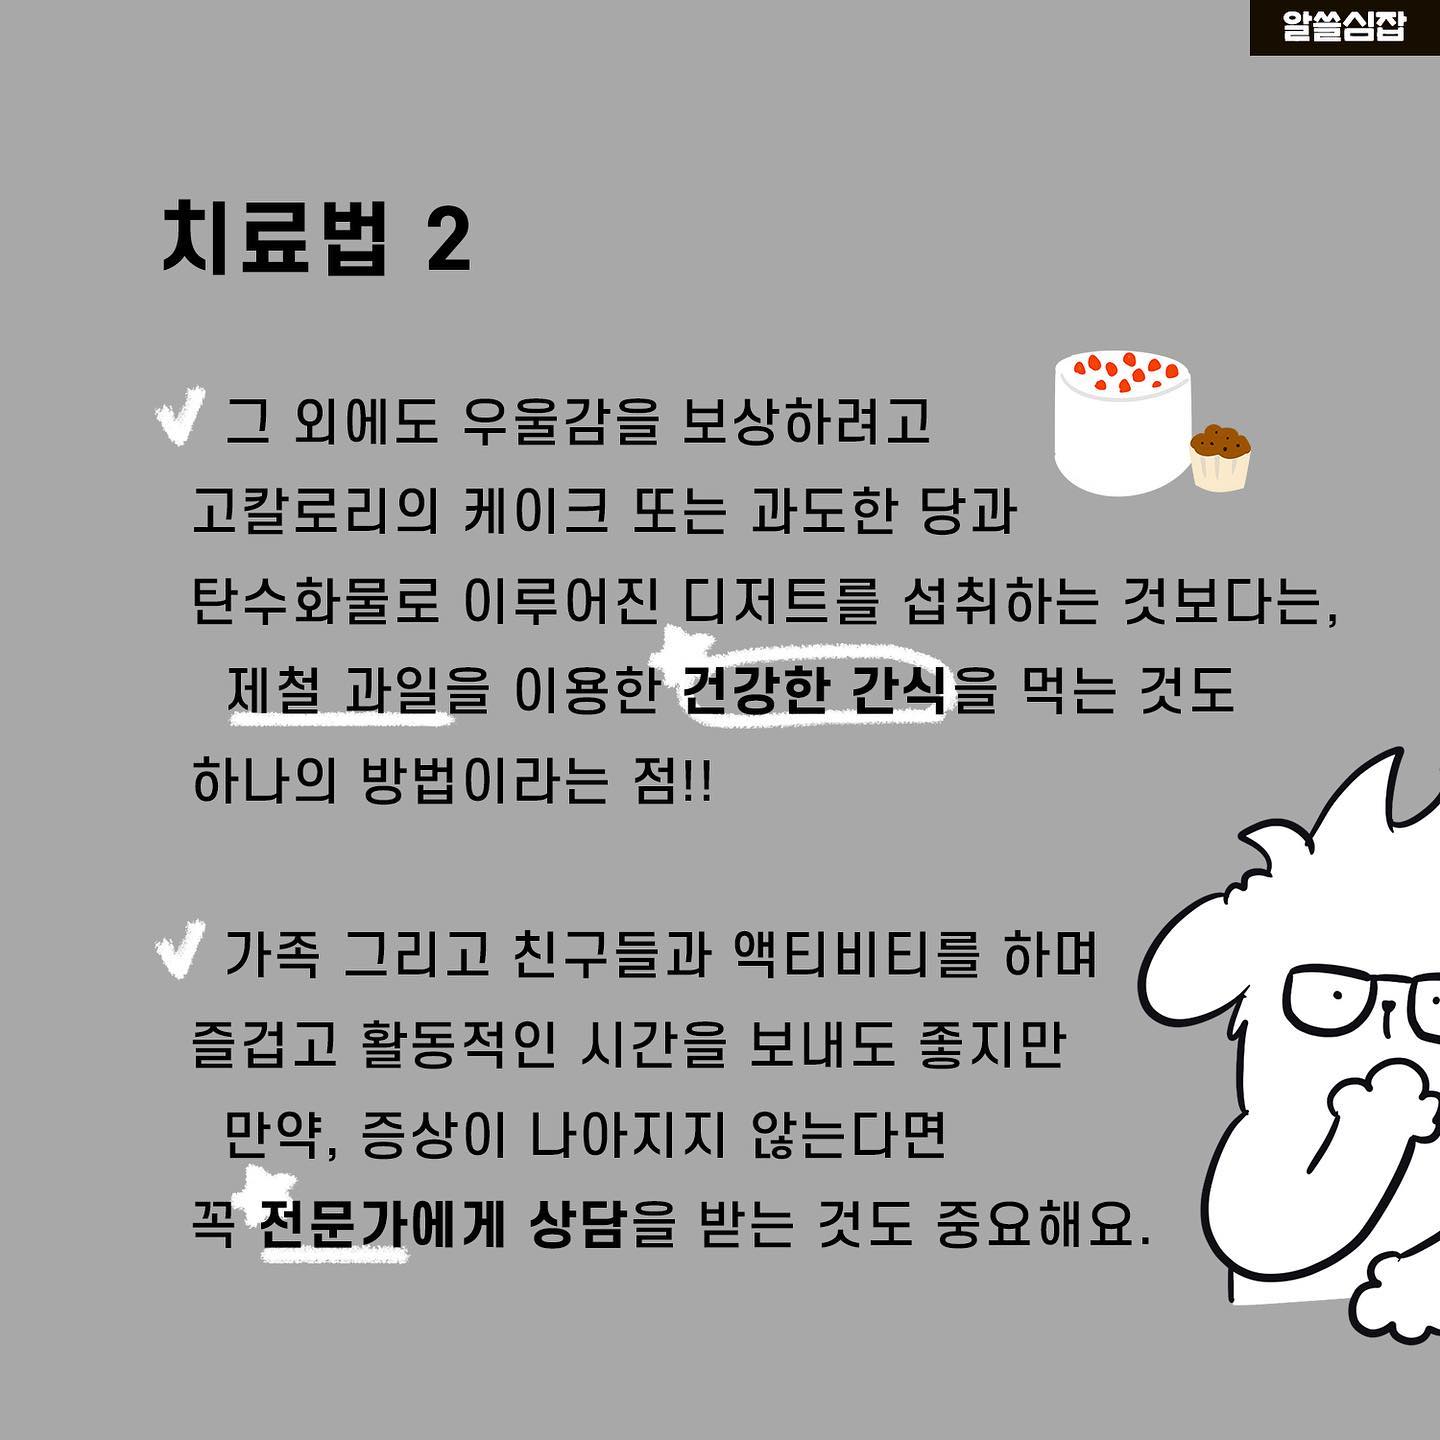 알쓸심잡
치료법 2
그 외에도 우울감을 보상하려고
고칼로리의 케이크 또는 과도한 당과
탄수화물로 이루어진 디저트를 섭취하는 것보다는,
제철 과일을 이용한 건강한 간식을 먹는 것도
하나의 방법이라는 점!!
가족 그리고 친구들과 액티비티를 하며
즐겁고 활동적인 시간을 보내도 좋지만
만약, 증상이 나아지지 않는다면
꼭 전문가에게 상담을 받는 것도 중요해요.